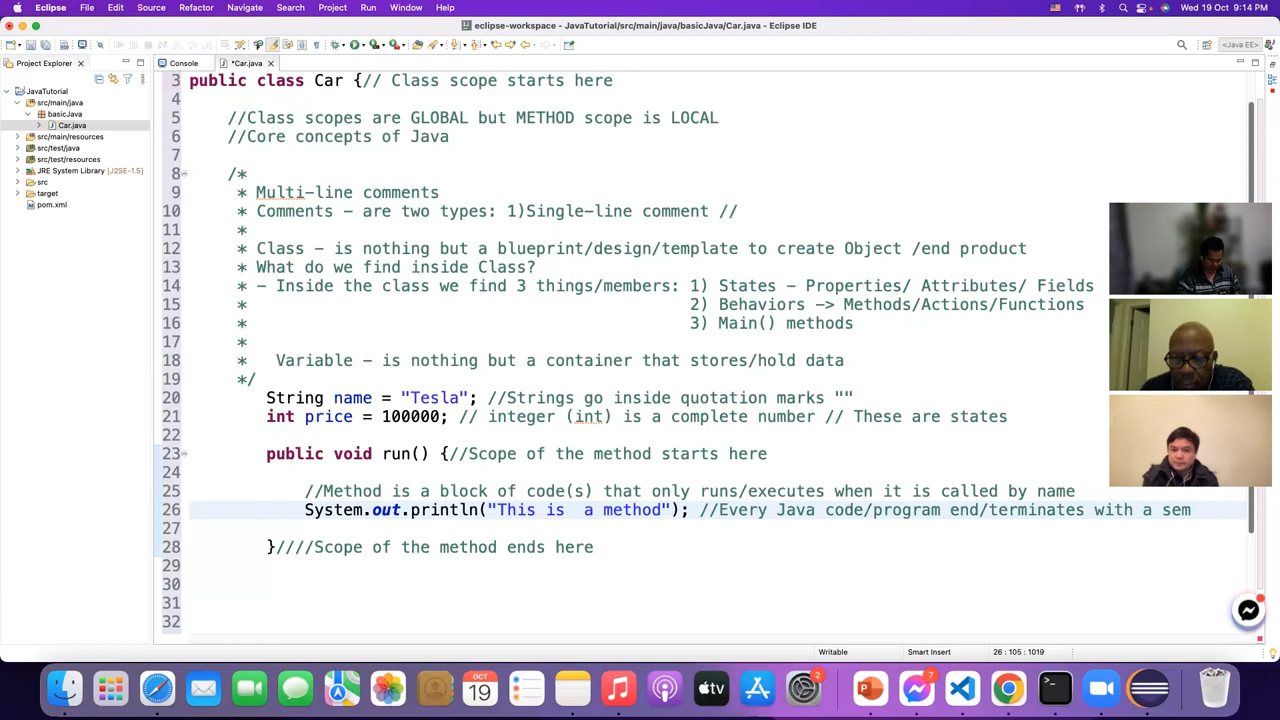 Eclipse File Edit Source Refactor Navigate Search Project Run Window Help
Wed 19 Oct 9:14 PM
eclipse-workspace - JavaTutorial/src/main/java/basicJava/Car.java - Eclipse IDE
<Java EE>
Project Explorer
Console
*Car.java
JavaTutorial
src/main/java
basicJava
Car.java
src/main/resources
src/test/java
src/test/resources
JRE System Library [J2SE-1.5]
src
target
pom.xml
3 public class Car {// Class scope starts here
4
5 //Class scopes are GLOBAL but METHOD scope is LOCAL
6 //Core concepts of Java
7
8 /*
9 * Multi-line comments
10 * Comments - are two types: 1)Single-line comment //
11 *
12 * Class - is nothing but a blueprint/design/template to create Object /end product
13 * What do we find inside Class?
14 * - Inside the class we find 3 things/members: 1) States - Properties/ Attributes/ Fields
15 * 2) Behaviors -> Methods/Actions/Functions
16 * 3) Main() methods
17 *
18 Variable - is nothing but a container that stores/hold data
19 */
20 String name = "Tesla"; //Strings go inside quotation marks ""
21 int price = 100000; // integer (int) is a complete number // These are states
22
23 public void run() {//Scope of the method starts here
24
25 //Method is a block of code(s) that only runs/executes when it is called by name
26 System.out.println("This is  a method"); //Every Java code/program end/terminates with a sem
27
28 }////Scope of the method ends here
29
30
31
32
Writable
Smart Insert
26 : 105 : 1019
OCT
19
tv
2
7